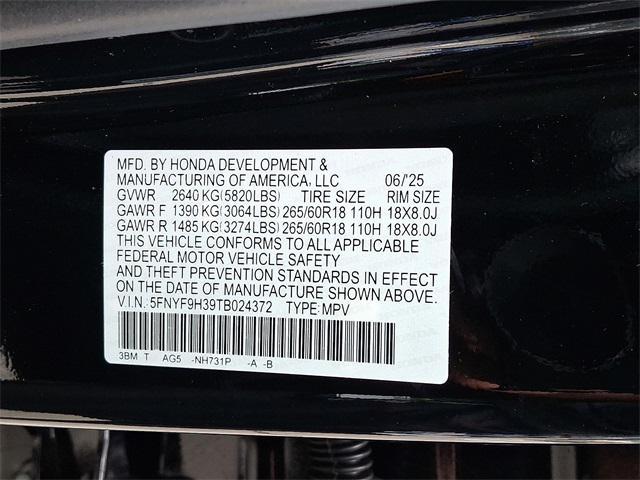 MFD. BY HONDA DEVELOPMENT &
MANUFACTURING OF AMERICA, LLC 06/'25
GVWR 2640 KG(5820LBS) TIRE SIZE RIM SIZE
GAWR F 1390 KG(3064LBS) 265/60R18 110H 18X8.0J
GAWR R 1485 KG(3274LBS) 265/60R18 110H 18X8.0J
THIS VEHICLE CONFORMS TO ALL APPLICABLE
FEDERAL MOTOR VEHICLE SAFETY
AND THEFT PREVENTION STANDARDS IN EFFECT
ON THE DATE OF MANUFACTURE SHOWN ABOVE.
V.I.N.: 5FNYF9H39TB024372 TYPE: MPV
3BM T AG5 -NH731P -A -B